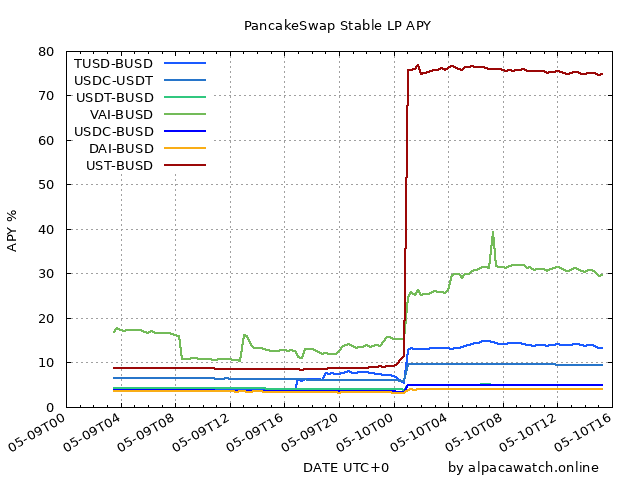 PancakeSwap Stable LP APY
80
70
60
50
40
30
20
10
0
APY %
TUSD-BUSD
USDC-USDT
USDT-BUSD
VAI-BUSD
USDC-BUSD
DAI-BUSD
UST-BUSD
05-09T00
05-09T04
05-09T08
05-09T12
05-09T16
05-09T20
05-10T00
05-10T04
05-10T08
05-10T12
05-10T16
DATE UTC+0
by alpacawatch.online